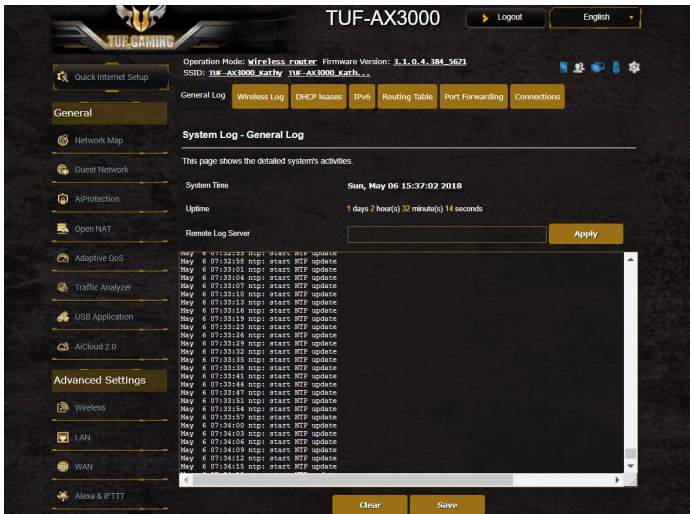 TUF-AX3000
Logout
English
TUF GAMING
Operation Mode: Wireless router Firmware Version: 3.1.0.4.384_5621
SSID: TUF-AX3000_Kathy TUF-AX3000_Kath...
Quick Internet Setup
General Log Wireless Log DHCP leases IPv6 Routing Table Port Forwarding Connections
General
Network Map
Guest Network
AiProtection
Open NAT
Adaptive QoS
Traffic Analyzer
USB Application
AiCloud 2.0
Advanced Settings
Wireless
LAN
WAN
Alexa & IFTTT
System Log - General Log
This page shows the detailed system's activities.
System Time Sun, May 06 15:37:02 2018
Uptime 1 days 2 hour(s) 32 minute(s) 14 seconds
Remote Log Server Apply
May 6 07:32:55 ntp: start NTP update
May 6 07:32:58 ntp: start NTP update
May 6 07:33:01 ntp: start NTP update
May 6 07:33:04 ntp: start NTP update
May 6 07:33:07 ntp: start NTP update
May 6 07:33:10 ntp: start NTP update
May 6 07:33:13 ntp: start NTP update
May 6 07:33:16 ntp: start NTP update
May 6 07:33:19 ntp: start NTP update
May 6 07:33:23 ntp: start NTP update
May 6 07:33:26 ntp: start NTP update
May 6 07:33:29 ntp: start NTP update
May 6 07:33:32 ntp: start NTP update
May 6 07:33:35 ntp: start NTP update
May 6 07:33:38 ntp: start NTP update
May 6 07:33:41 ntp: start NTP update
May 6 07:33:44 ntp: start NTP update
May 6 07:33:47 ntp: start NTP update
May 6 07:33:51 ntp: start NTP update
May 6 07:33:54 ntp: start NTP update
May 6 07:33:57 ntp: start NTP update
May 6 07:34:00 ntp: start NTP update
May 6 07:34:03 ntp: start NTP update
May 6 07:34:06 ntp: start NTP update
May 6 07:34:09 ntp: start NTP update
May 6 07:34:12 ntp: start NTP update
May 6 07:34:15 ntp: start NTP update
Clear Save